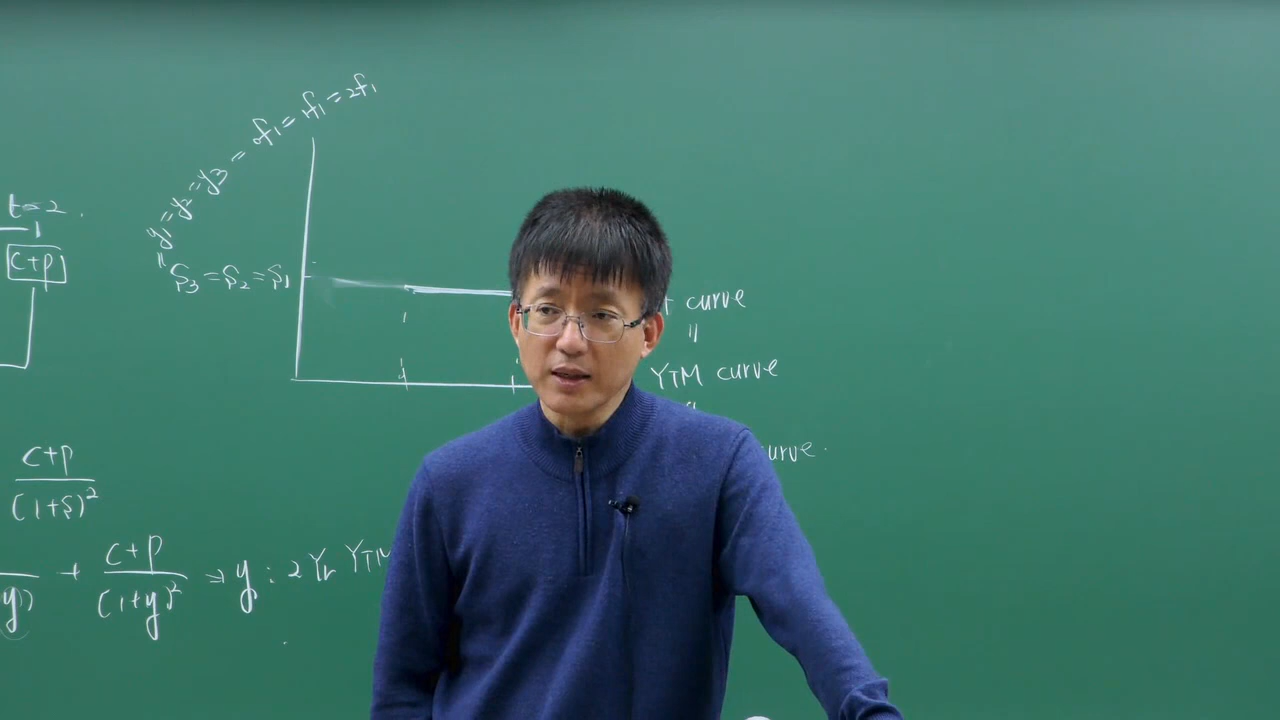 y₁ = y₂ = y₃ = ₀f₁ = ₁f₁ = ₂f₁
t=2
C+P
S₃ = S₂ = S₁
curve
YTM curve
C+P
(1+S)²
+ C+P
(1+y)²
⇒ y : 2 Yr YTM